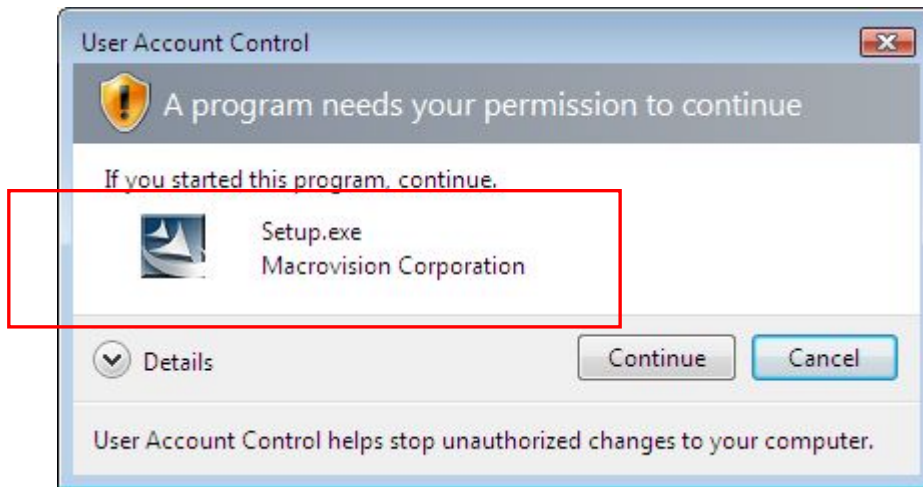 User Account Control
A program needs your permission to continue
If you started this program, continue.
Setup.exe
Macrovision Corporation
Details
Continue
Cancel
User Account Control helps stop unauthorized changes to your computer.